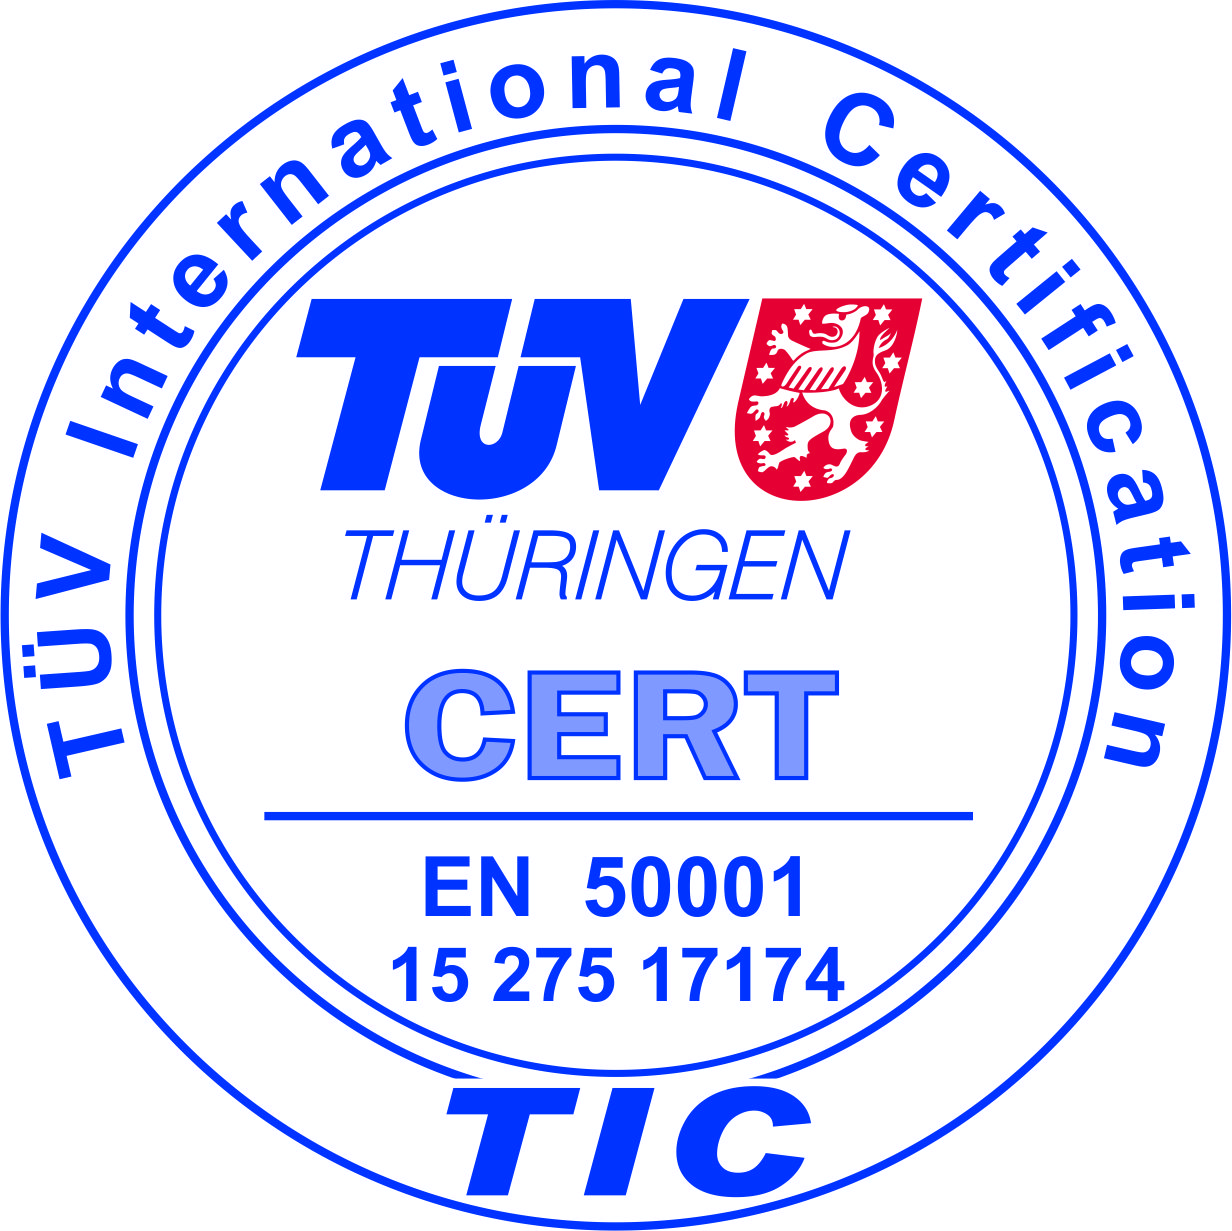 TÜV International Certification
TÜV
THÜRINGEN
CERT
EN 50001
15 275 17174
TIC